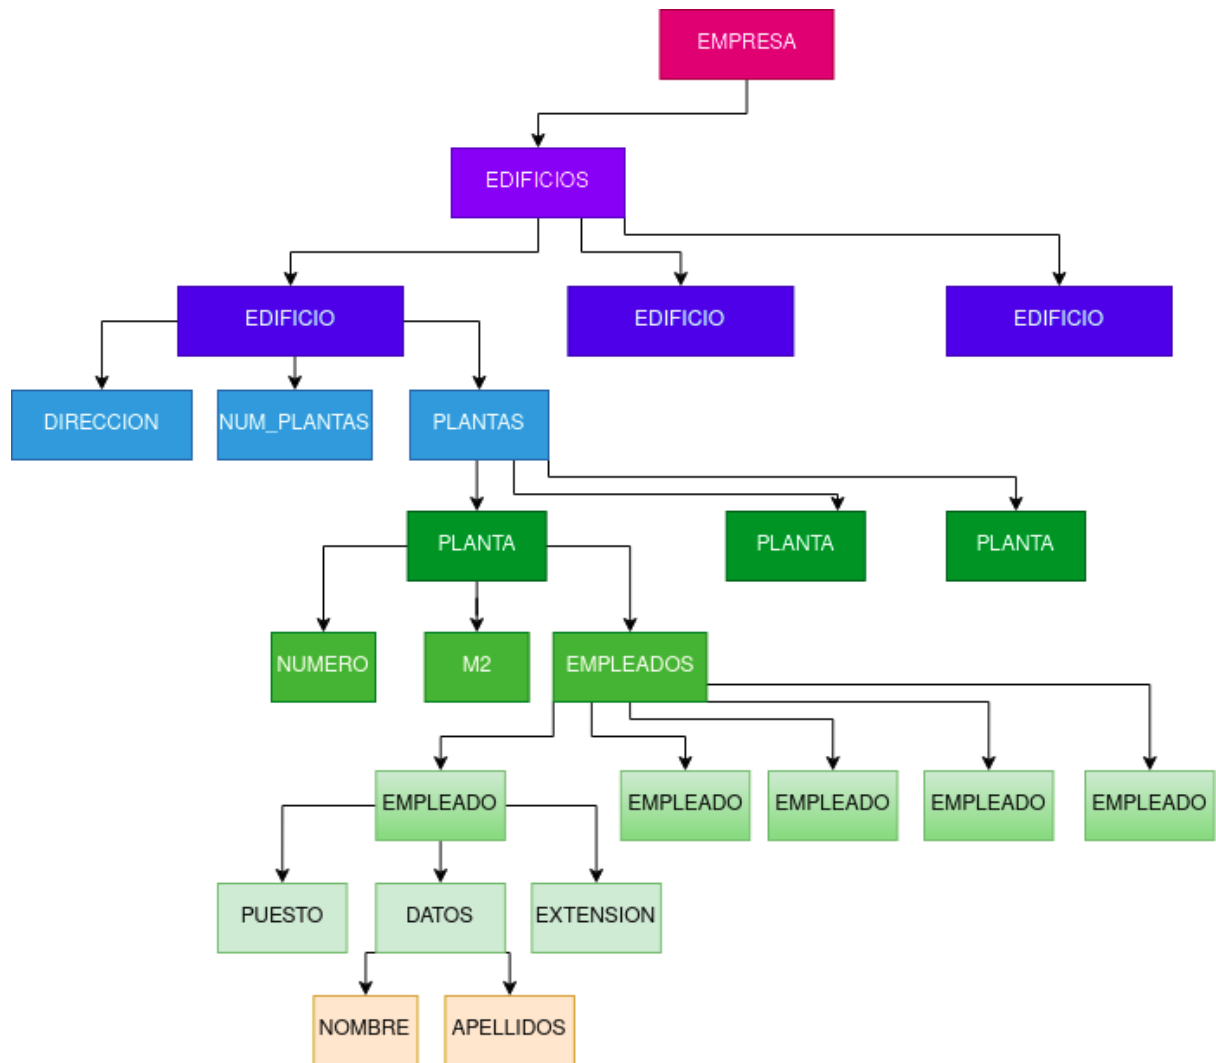 EMPRESA
EDIFICIOS
EDIFICIO
EDIFICIO
EDIFICIO
DIRECCION
NUM_PLANTAS
PLANTAS
PLANTA
PLANTA
PLANTA
NUMERO
M2
EMPLEADOS
EMPLEADO
EMPLEADO
EMPLEADO
EMPLEADO
EMPLEADO
PUESTO
DATOS
EXTENSION
NOMBRE
APELLIDOS